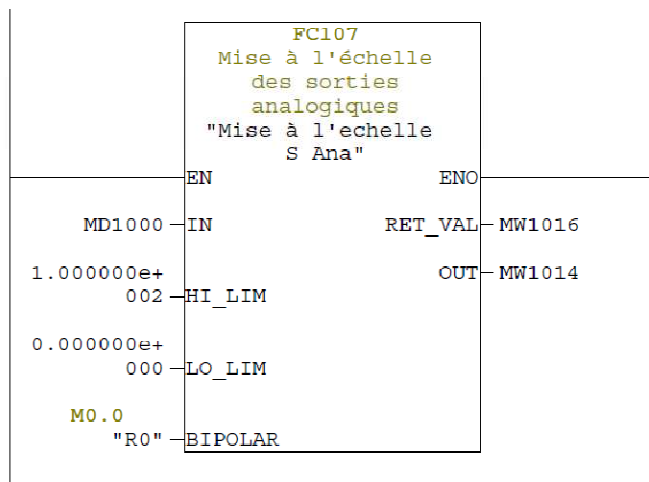 FC107
Mise à l'échelle
des sorties
analogiques
"Mise à l'echelle
S Ana"
EN ENO
MD1000 IN RET_VAL MW1016
1.000000e+ OUT MW1014
002 HI_LIM
0.000000e+
000 LO_LIM
M0.0
"R0" BIPOLAR